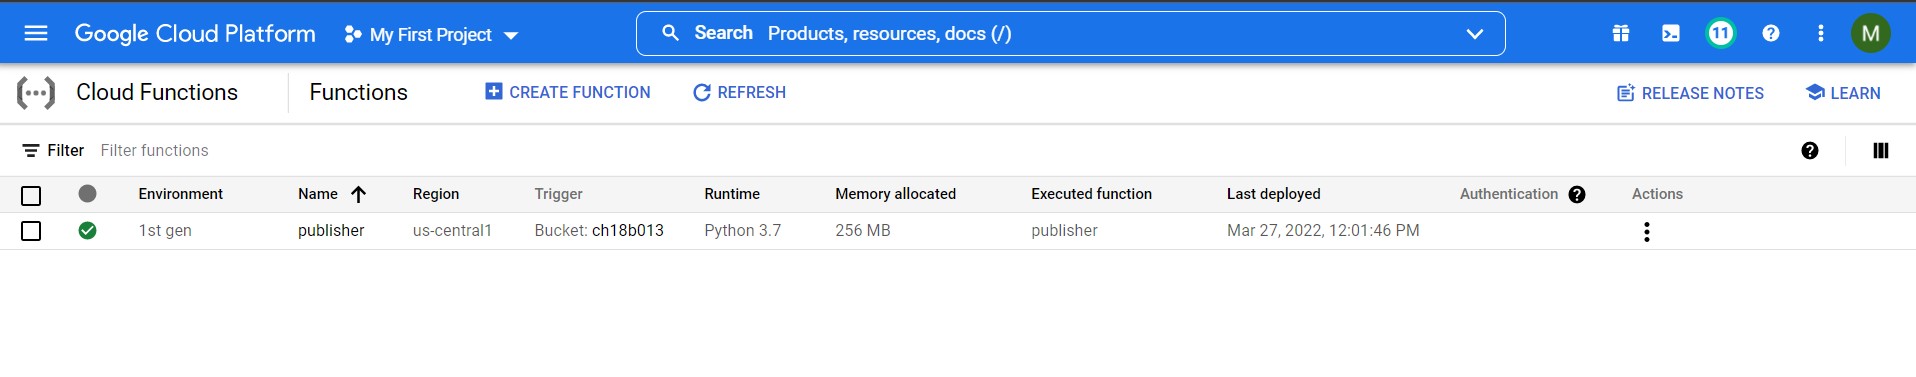 Google Cloud Platform My First Project Search Products, resources, docs (/) 11 M
Cloud Functions Functions CREATE FUNCTION REFRESH RELEASE NOTES LEARN
Filter Filter functions
Environment Name Region Trigger Runtime Memory allocated Executed function Last deployed Authentication Actions
1st gen publisher us-central1 Bucket: ch18b013 Python 3.7 256 MB publisher Mar 27, 2022, 12:01:46 PM